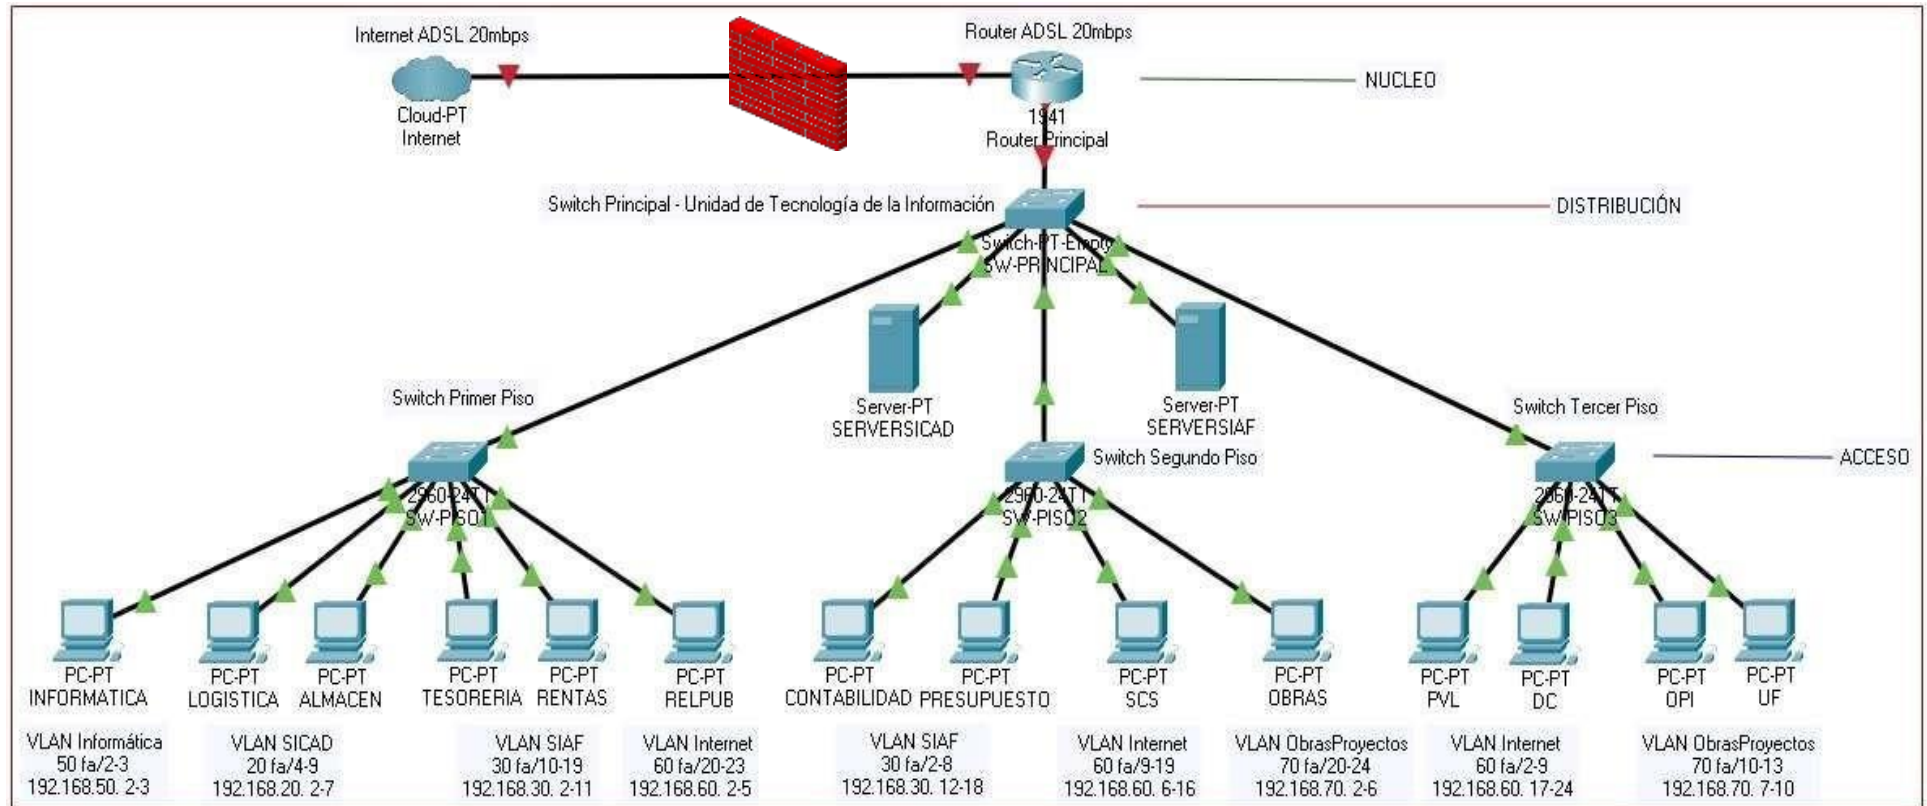 Internet ADSL 20mbps
Router ADSL 20mbps
NUCLEO
Cloud-PT
Internet
1941
Router Principal
Switch Principal - Unidad de Tecnología de la Información
DISTRIBUCIÓN
Switch-PT-Empty
SW-PRINCIPAL
Server-PT
SERVERSICAD
Server-PT
SERVERSIAF
Switch Primer Piso
Switch Segundo Piso
Switch Tercer Piso
ACCESO
2960-24TT
SW-PISO1
2960-24TT
SW-PISO2
2960-24TT
SW-PISO3
PC-PT
INFORMATICA
PC-PT
LOGISTICA
PC-PT
ALMACEN
PC-PT
TESORERIA
PC-PT
RENTAS
PC-PT
RELPUB
PC-PT
CONTABILIDAD
PC-PT
PRESUPUESTO
PC-PT
SCS
PC-PT
OBRAS
PC-PT
PVL
PC-PT
DC
PC-PT
OPI
PC-PT
UF
VLAN Informática
50 fa/2-3
192.168.50. 2-3
VLAN SICAD
20 fa/4-9
192.168.20. 2-7
VLAN SIAF
30 fa/10-19
192.168.30. 2-11
VLAN Internet
60 fa/20-23
192.168.60. 2-5
VLAN SIAF
30 fa/2-8
192.168.30. 12-18
VLAN Internet
60 fa/9-19
192.168.60. 6-16
VLAN ObrasProyectos
70 fa/20-24
192.168.70. 2-6
VLAN Internet
60 fa/2-9
192.168.60. 17-24
VLAN ObrasProyectos
70 fa/10-13
192.168.70. 7-10